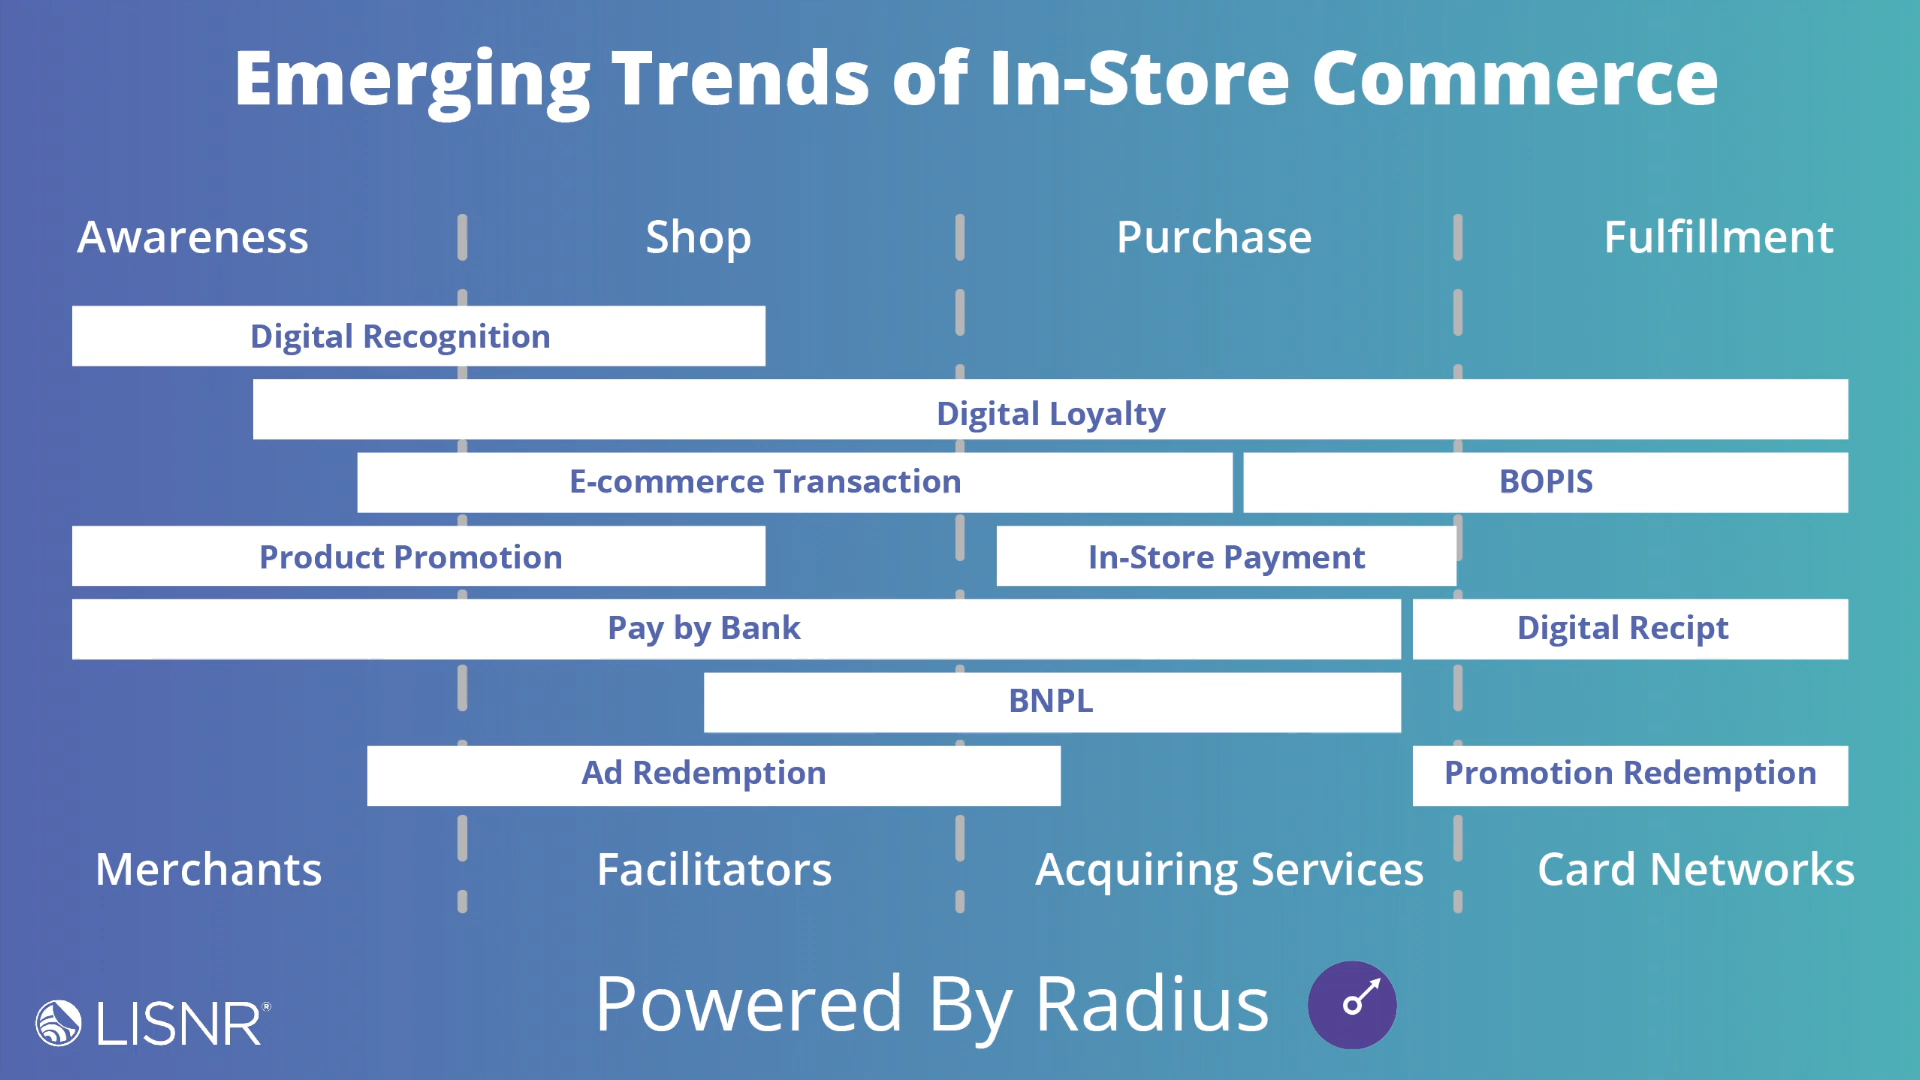 Emerging Trends of In-Store Commerce
Awareness
Shop
Purchase
Fulfillment
Digital Recognition
Digital Loyalty
E-commerce Transaction
BOPIS
Product Promotion
In-Store Payment
Pay by Bank
Digital Recipt
BNPL
Ad Redemption
Promotion Redemption
Merchants
Facilitators
Acquiring Services
Card Networks
Powered By Radius
LISNR®